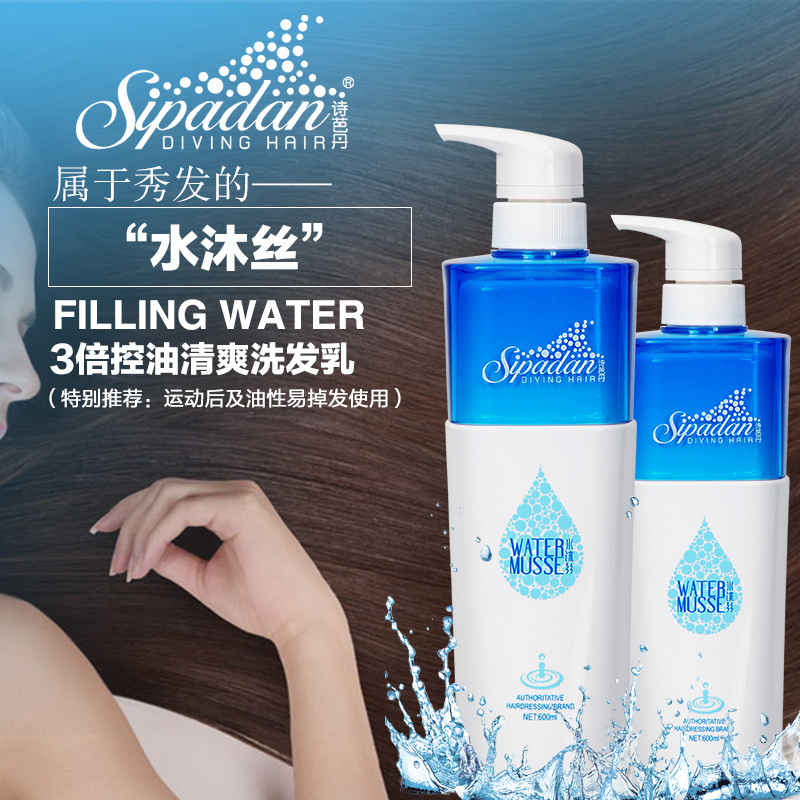 Sipadan®
诗芭丹
DIVING HAIR
属于秀发的——
“水沐丝”
FILLING WATER
3倍控油清爽洗发乳
（特别推荐：运动后及油性易掉发使用）
Sipadan
诗芭丹
DIVING HAIR
WATER
MUSSE
水沐丝
AUTHORITATIVE
HAIRDRESSING BRAND
NET:600ml
Sipadan
诗芭丹
DIVING HAIR
WATER
MUSSE
水沐丝
AUTHORITATIVE
HAIRDRESSING BRAND
NET:600ml